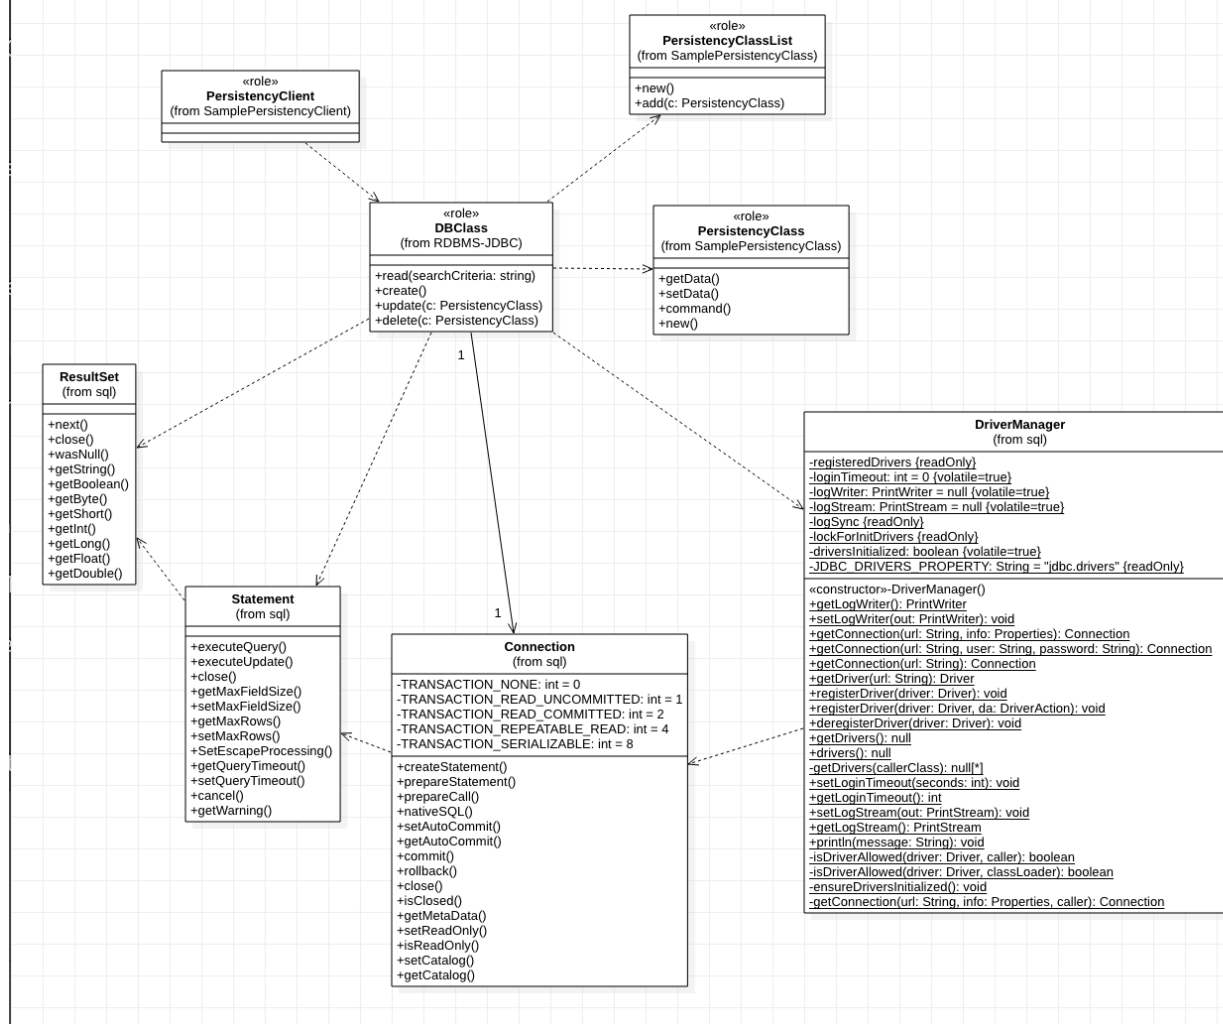 «role»
PersistencyClassList
(from SamplePersistencyClass)
+new()
+add(c: PersistencyClass)
«role»
PersistencyClient
(from SamplePersistencyClient)
«role»
DBClass
(from RDBMS-JDBC)
+read(searchCriteria: string)
+create()
+update(c: PersistencyClass)
+delete(c: PersistencyClass)
«role»
PersistencyClass
(from SamplePersistencyClass)
+getData()
+setData()
+command()
+new()
1
1
ResultSet
(from sql)
+next()
+close()
+wasNull()
+getString()
+getBoolean()
+getByte()
+getShort()
+getInt()
+getLong()
+getFloat()
+getDouble()
Statement
(from sql)
+executeQuery()
+executeUpdate()
+close()
+getMaxFieldSize()
+setMaxFieldSize()
+getMaxRows()
+setMaxRows()
+SetEscapeProcessing()
+getQueryTimeout()
+setQueryTimeout()
+cancel()
+getWarning()
Connection
(from sql)
-TRANSACTION_NONE: int = 0
-TRANSACTION_READ_UNCOMMITTED: int = 1
-TRANSACTION_READ_COMMITTED: int = 2
-TRANSACTION_REPEATABLE_READ: int = 4
-TRANSACTION_SERIALIZABLE: int = 8
+createStatement()
+prepareStatement()
+prepareCall()
+nativeSQL()
+setAutoCommit()
+getAutoCommit()
+commit()
+rollback()
+close()
+isClosed()
+getMetaData()
+setReadOnly()
+isReadOnly()
+setCatalog()
+getCatalog()
DriverManager
(from sql)
-registeredDrivers {readOnly}
-loginTimeout: int = 0 {volatile=true}
-logWriter: PrintWriter = null {volatile=true}
-logStream: PrintStream = null {volatile=true}
-logSync {readOnly}
-lockForInitDrivers {readOnly}
-driversInitialized: boolean {volatile=true}
-JDBC_DRIVERS_PROPERTY: String = "jdbc.drivers" {readOnly}
«constructor»-DriverManager()
+getLogWriter(): PrintWriter
+setLogWriter(out: PrintWriter): void
+getConnection(url: String, info: Properties): Connection
+getConnection(url: String, user: String, password: String): Connection
+getConnection(url: String): Connection
+getDriver(url: String): Driver
+registerDriver(driver: Driver): void
+registerDriver(driver: Driver, da: DriverAction): void
+deregisterDriver(driver: Driver): void
+getDrivers(): null
+drivers(): null
-getDrivers(callerClass): null[*]
+setLoginTimeout(seconds: int): void
+getLoginTimeout(): int
+setLogStream(out: PrintStream): void
+getLogStream(): PrintStream
+println(message: String): void
-isDriverAllowed(driver: Driver, caller): boolean
-isDriverAllowed(driver: Driver, classLoader): boolean
-ensureDriversInitialized(): void
-getConnection(url: String, info: Properties, caller): Connection